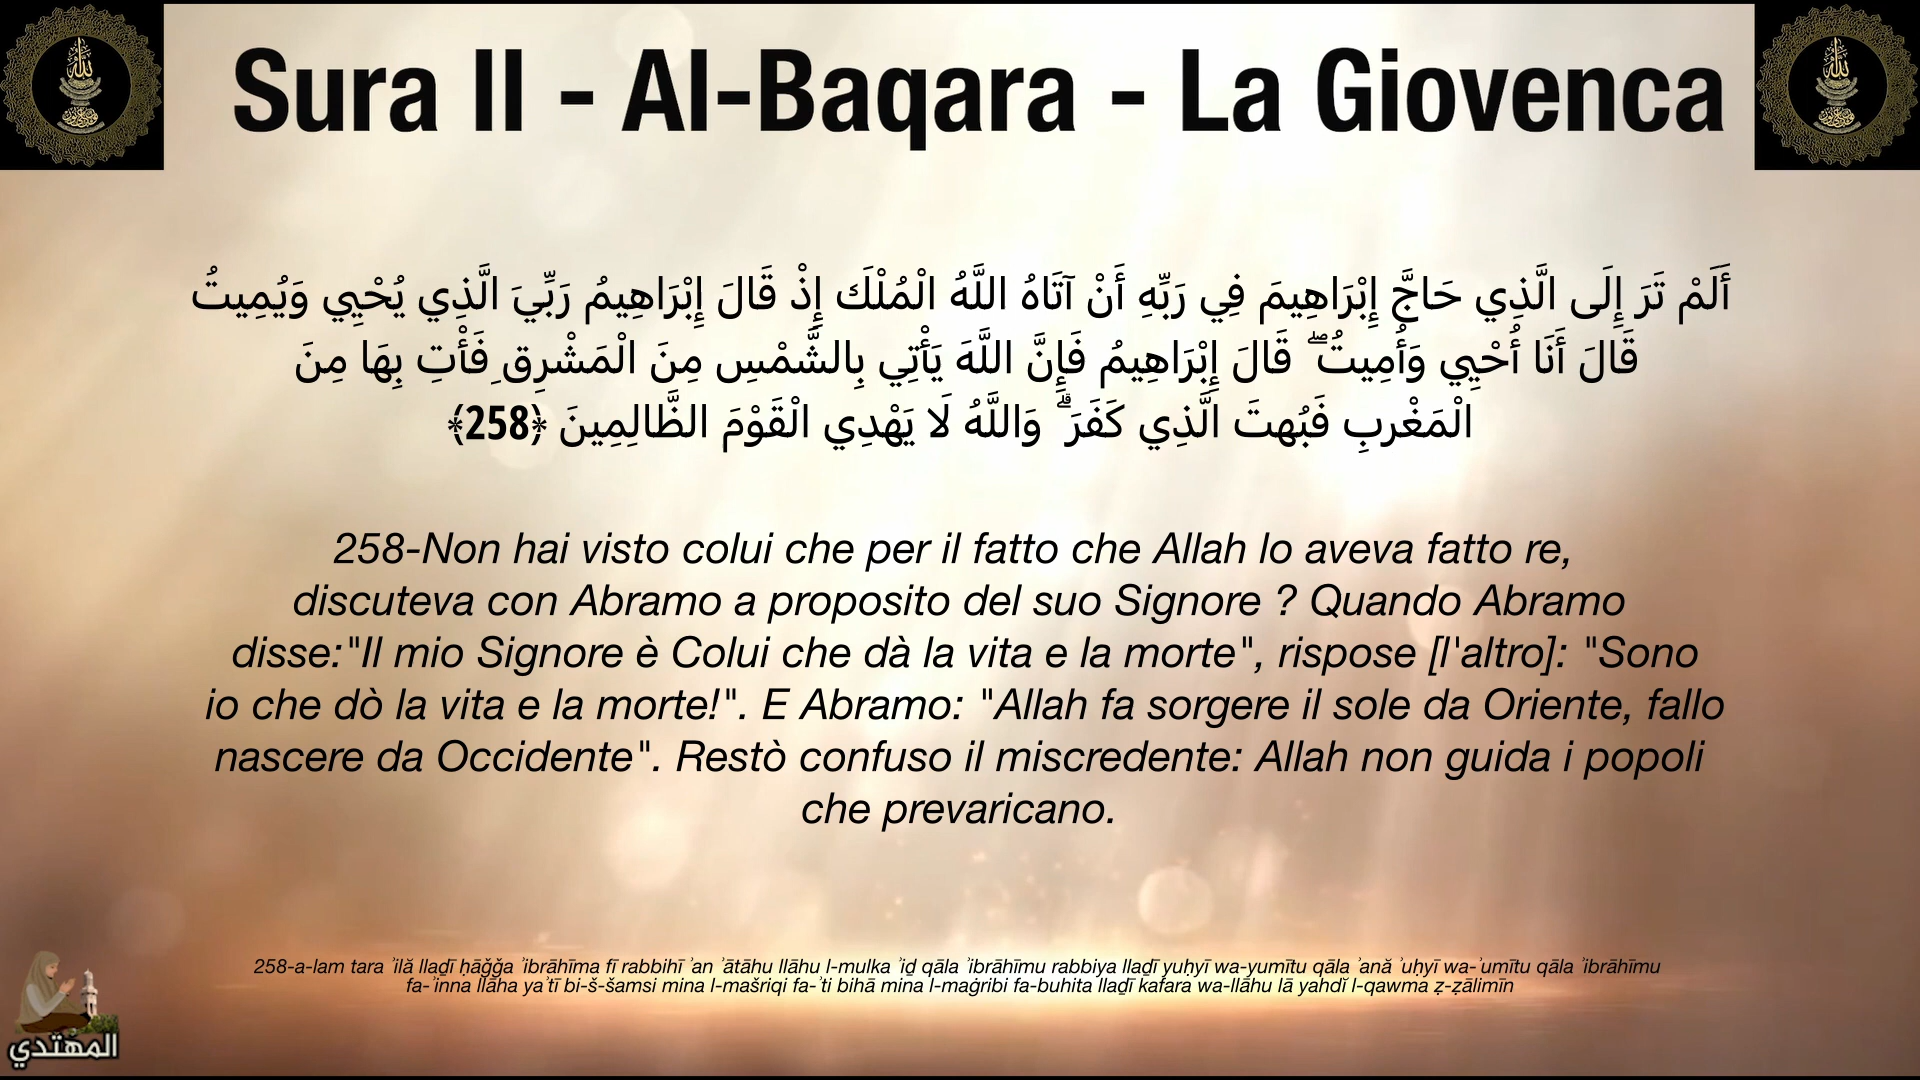 Sura II - Al-Baqara - La Giovenca
أَلَمْ تَرَ إِلَى الَّذِي حَاجَّ إِبْرَاهِيمَ فِي رَبِّهِ أَنْ آتَاهُ اللَّهُ الْمُلْكَ إِذْ قَالَ إِبْرَاهِيمُ رَبِّيَ الَّذِي يُحْيِي وَيُمِيتُ
قَالَ أَنَا أُحْيِي وَأُمِيتُ ۖ قَالَ إِبْرَاهِيمُ فَإِنَّ اللَّهَ يَأْتِي بِالشَّمْسِ مِنَ الْمَشْرِقِ فَأْتِ بِهَا مِنَ
الْمَغْرِبِ فَبُهِتَ الَّذِي كَفَرَ ۗ وَاللَّهُ لَا يَهْدِي الْقَوْمَ الظَّالِمِينَ ﴿258﴾
258-Non hai visto colui che per il fatto che Allah lo aveva fatto re,
discuteva con Abramo a proposito del suo Signore ? Quando Abramo
disse:"Il mio Signore è Colui che dà la vita e la morte", rispose [l'altro]: "Sono
io che dò la vita e la morte!". E Abramo: "Allah fa sorgere il sole da Oriente, fallo
nascere da Occidente". Restò confuso il miscredente: Allah non guida i popoli
che prevaricano.
258-a-lam tara ʾilă llaḏī ḥāǧǧa ʾibrāhīma fī rabbihī ʾan ʾātāhu llāhu l-mulka ʾiḏ qāla ʾibrāhīmu rabbiya llaḏī yuḥyī wa-yumītu qāla ʾană ʾuḥyī wa-ʾumītu qāla ʾibrāhīmu
fa-ʾinna llāha yaʾtī bi-š-šamsi mina l-mašriqi fa-ʾti bihā mina l-maġribi fa-buhita llaḏī kafara wa-llāhu lā yahdĭ l-qawma ẓ-ẓālimīn
المهتدي